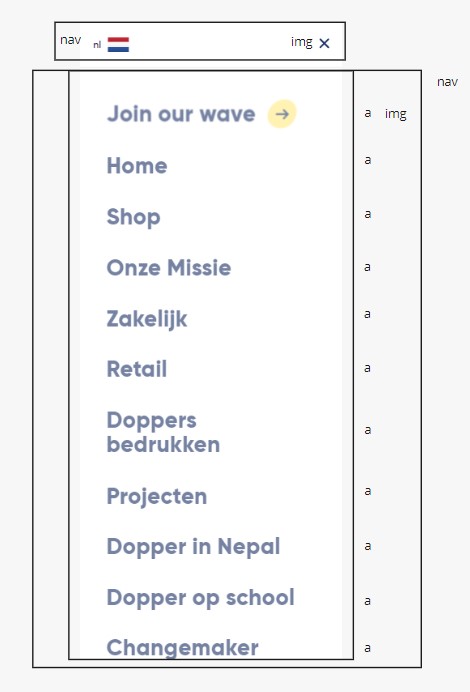 nav nl img ×
nav
Join our wave → a img
Home a
Shop a
Onze Missie a
Zakelijk a
Retail a
Doppers
bedrukken a
Projecten a
Dopper in Nepal a
Dopper op school a
Changemaker a